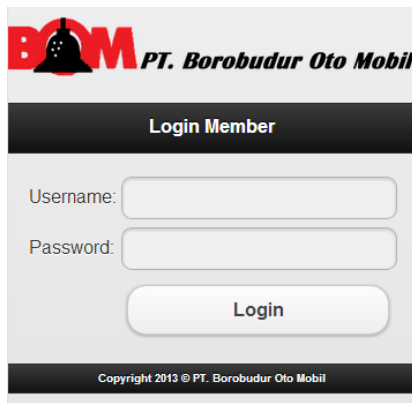 BOM PT. Borobudur Oto Mobil
Login Member
Username:
Password:
Login
Copyright 2013 © PT. Borobudur Oto Mobil